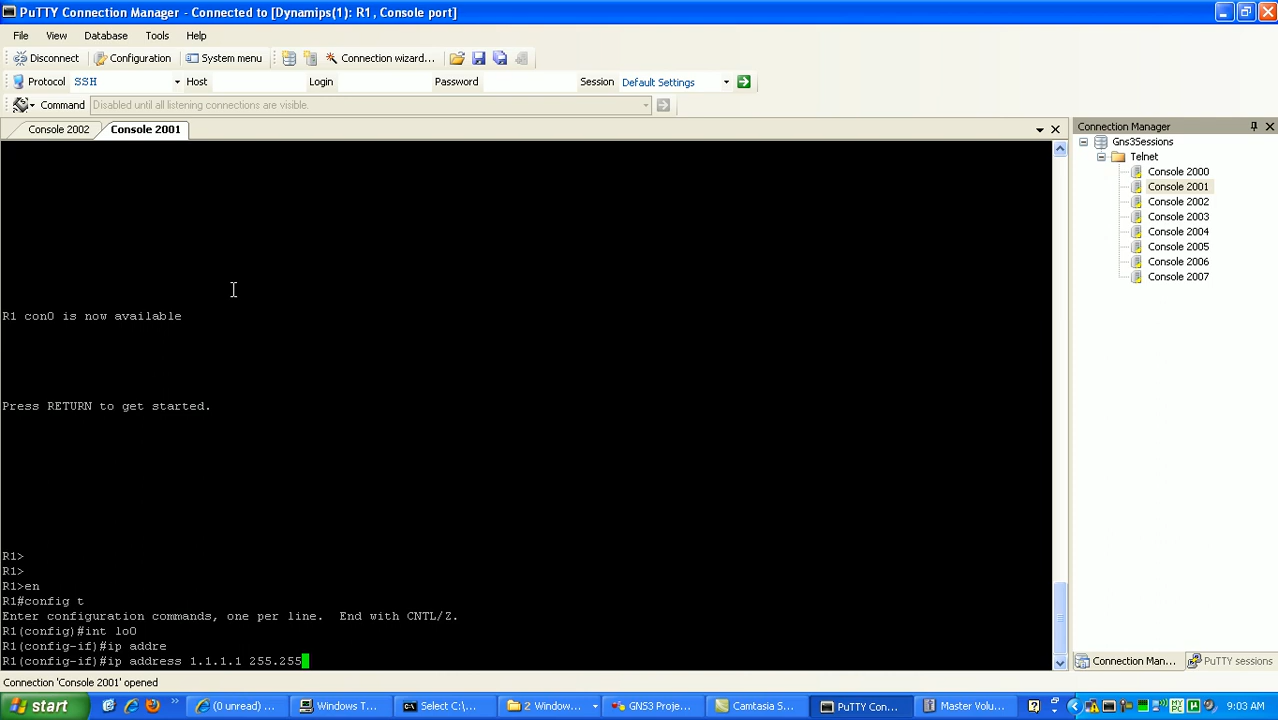 PuTTY Connection Manager - Connected to [Dynamips(1): R1, Console port]
File View Database Tools Help
Disconnect Configuration System menu Connection wizard...
Protocol SSH Host Login Password Session Default Settings
Command Disabled until all listening connections are visible.
Console 2002 Console 2001
Connection Manager
Gns3Sessions
Telnet
Console 2000
Console 2001
Console 2002
Console 2003
Console 2004
Console 2005
Console 2006
Console 2007
R1 con0 is now available
Press RETURN to get started.
R1>
R1>
R1>en
R1#config t
Enter configuration commands, one per line.  End with CNTL/Z.
R1(config)#int lo0
R1(config-if)#ip addre
R1(config-if)#ip address 1.1.1.1 255.255
Connection Man... PuTTY sessions
Connection 'Console 2001' opened
start (0 unread) ... Windows T... Select C:\... 2 Window... GNS3 Proje... Camtasia S... PuTTY Con... Master Volu... 9:03 AM